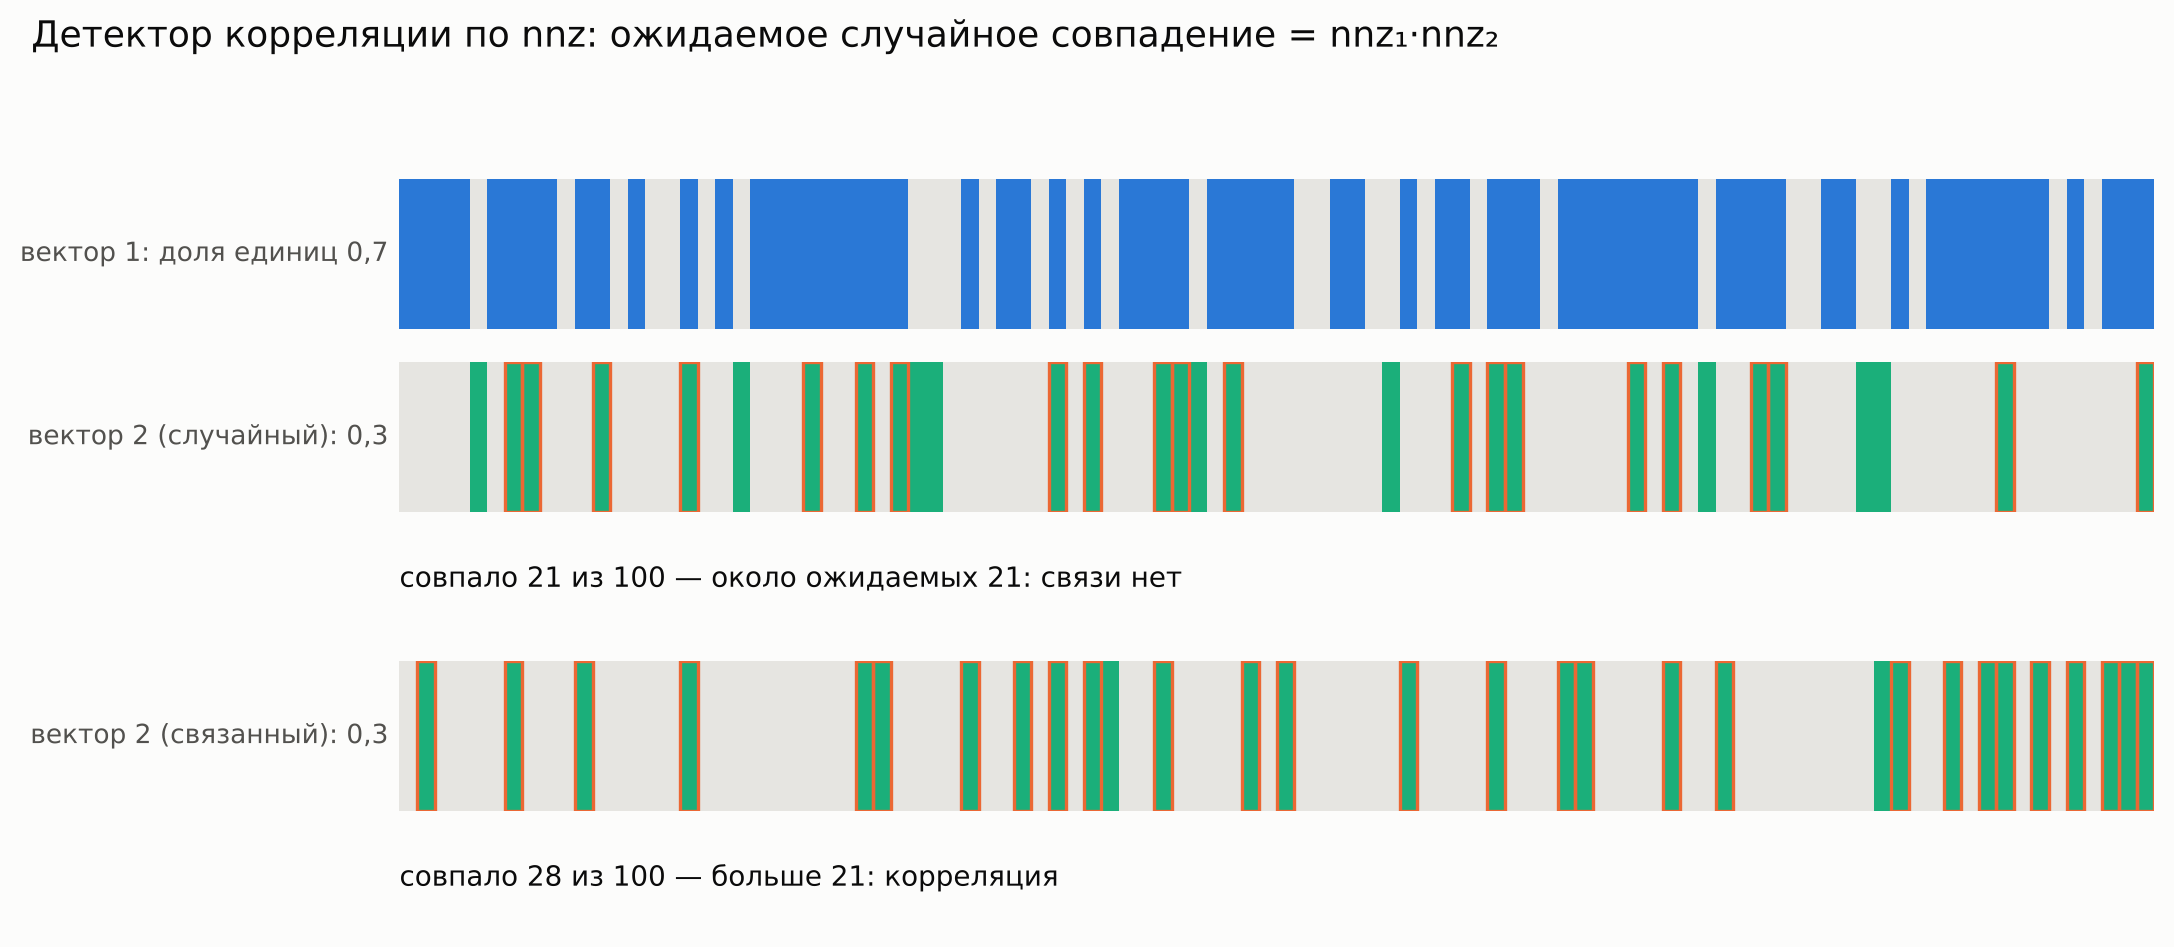 Детектор корреляции по nnz: ожидаемое случайное совпадение = nnz₁·nnz₂
вектор 1: доля единиц 0,7
вектор 2 (случайный): 0,3
совпало 21 из 100 — около ожидаемых 21: связи нет
вектор 2 (связанный): 0,3
совпало 28 из 100 — больше 21: корреляция